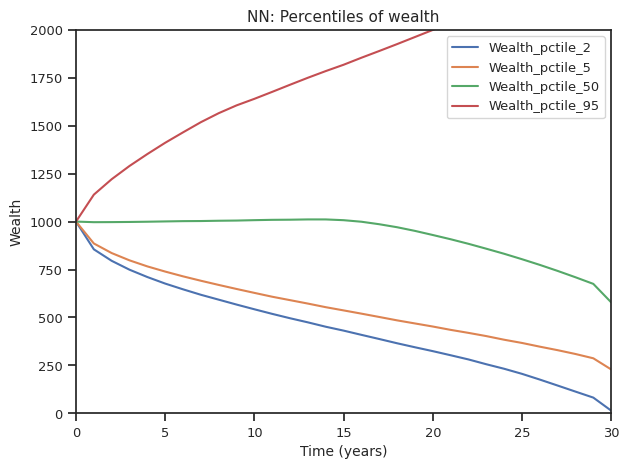 NN: Percentiles of wealth
Wealth_pctile_2
Wealth_pctile_5
Wealth_pctile_50
Wealth_pctile_95
Wealth
2000
1750
1500
1250
1000
750
500
250
0
0 5 10 15 20 25 30
Time (years)